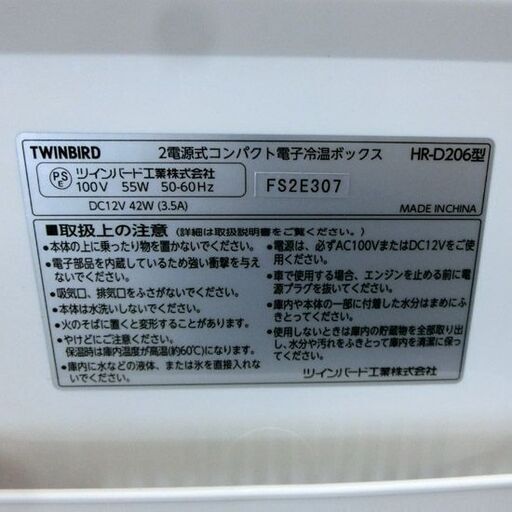 TWINBIRD 2電源式コンパクト電子冷温ボックス HR-D206型
PSE ツインバード工業株式会社
100V 55W 50-60Hz
DC12V 42W (3.5A)
FS2E307
MADE IN CHINA
■取扱上の注意 (詳しくは取扱説明書をご覧ください。)
●本体の上に乗ったり物を置かないでください。
●電子部品を内蔵しているため強い衝撃を与え
ないでください。
●吸気口、排気口をふさがないでください。
●本体は水洗いしないでください。
●火のそばに置くと変形することがあります。
●やけどにご注意ください。
保温時は庫内温度が高温(約60℃)になります。
●庫内に水などの液体、または氷を直接入れな
いでください。
●電源は、必ずAC100VまたはDC12Vをご使
用ください。
●車で使用する場合、エンジンを止める前に電
源プラグを抜いてください。
●庫内や本体の一部に付着した水分はまめにふ
きとってください。
●使用しないときは庫内の貯蔵物を全部取り出
し、水分や汚れをふきとって庫内を清潔に保っ
てください。
ツインバード工業株式会社